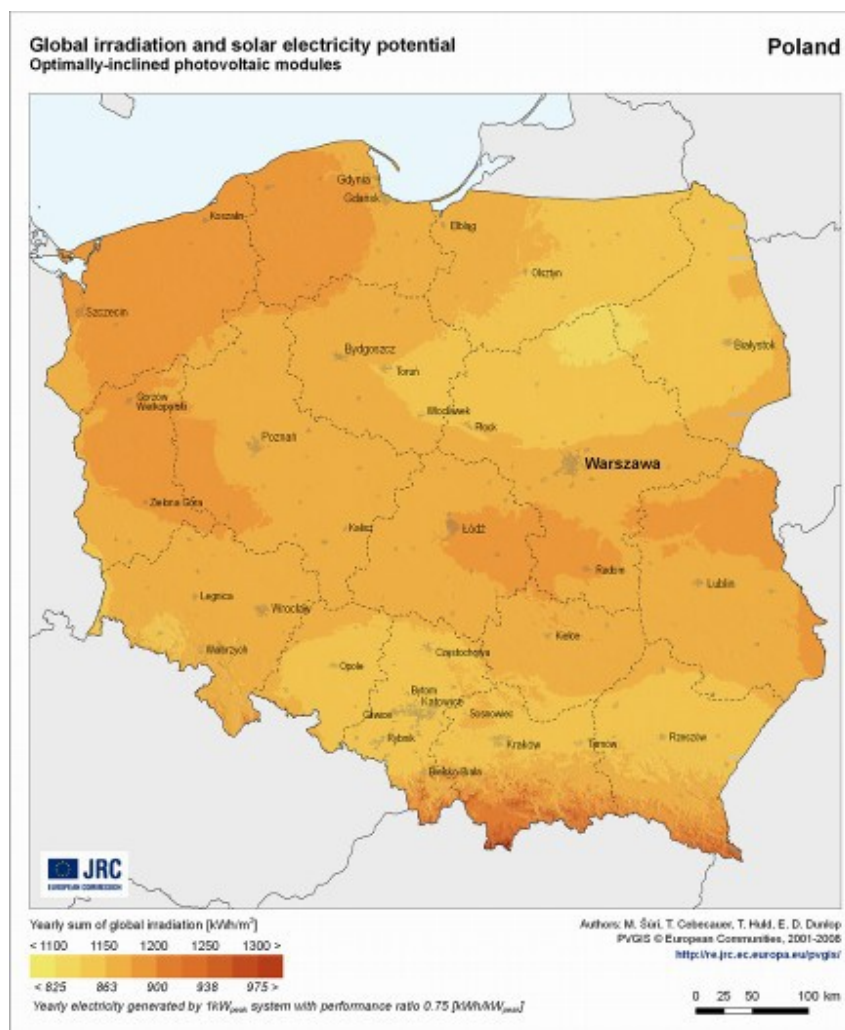 Global irradiation and solar electricity potential
Optimally-inclined photovoltaic modules
Poland
Gdynia
Gdańsk
Koszalin
Elbląg
Olsztyn
Szczecin
Białystok
Bydgoszcz
Toruń
Gorzów
Wielkopolski
Włocławek
Płock
Poznań
Warszawa
Zielona Góra
Kalisz
Łódź
Radom
Lublin
Legnica
Wrocław
Kielce
Wałbrzych
Częstochowa
Opole
Bytom
Katowice
Gliwice
Sosnowiec
Rybnik
Kraków
Tarnów
Rzeszów
Bielsko-Biała
JRC
EUROPEAN COMMISSION
Yearly sum of global irradiation [kWh/m²]
< 1100 1150 1200 1250 1300 >
< 825 863 900 938 975 >
Yearly electricity generated by 1kWpeak system with performance ratio 0.75 [kWh/kWpeak]
Authors: M. Šúri, T. Cebecauer, T. Huld, E. D. Dunlop
PVGIS © European Communities, 2001-2008
http://re.jrc.ec.europa.eu/pvgis/
0 25 50 100 km